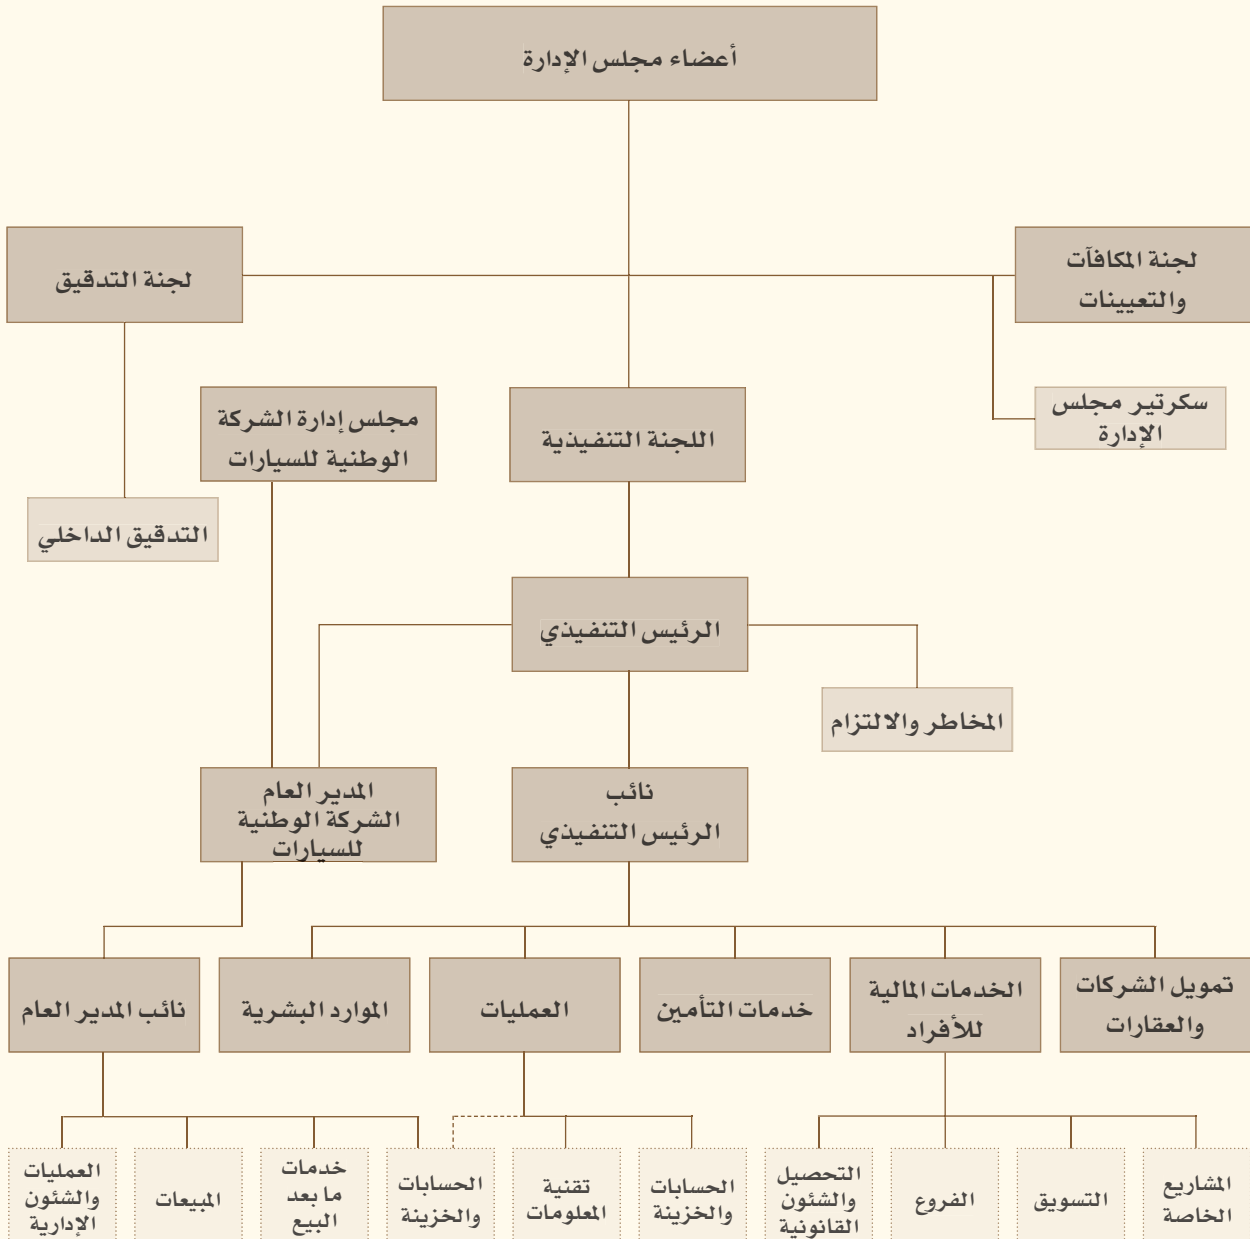 أعضاء مجلس الإدارة
لجنة المكافآت
والتعيينات
لجنة التدقيق
سكرتير مجلس
الإدارة
اللجنة التنفيذية
مجلس إدارة الشركة
الوطنية للسيارات
التدقيق الداخلي
الرئيس التنفيذي
المخاطر والالتزام
نائب
الرئيس التنفيذي
المدير العام
الشركة الوطنية
للسيارات
تمويل الشركات
والعقارات
الخدمات المالية
للأفراد
خدمات التأمين
العمليات
الموارد البشرية
نائب المدير العام
المشاريع
الخاصة
التسويق
الفروع
التحصيل
والشئون
القانونية
الحسابات
والخزينة
تقنية
المعلومات
الحسابات
والخزينة
خدمات
ما بعد
البيع
المبيعات
العمليات
والشئون
الإدارية